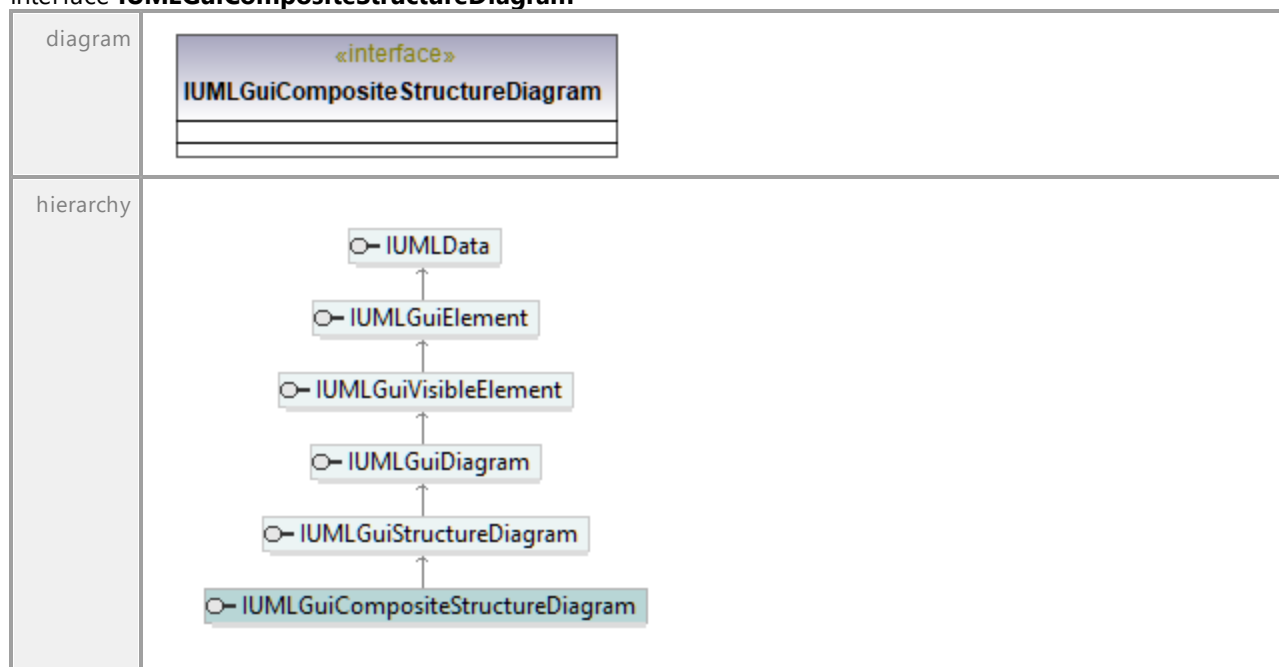 interface IUMLGuiCompositeStructureDiagram
diagram
«interface»
IUMLGuiCompositeStructureDiagram
hierarchy
IUMLData
IUMLGuiElement
IUMLGuiVisibleElement
IUMLGuiDiagram
IUMLGuiStructureDiagram
IUMLGuiCompositeStructureDiagram